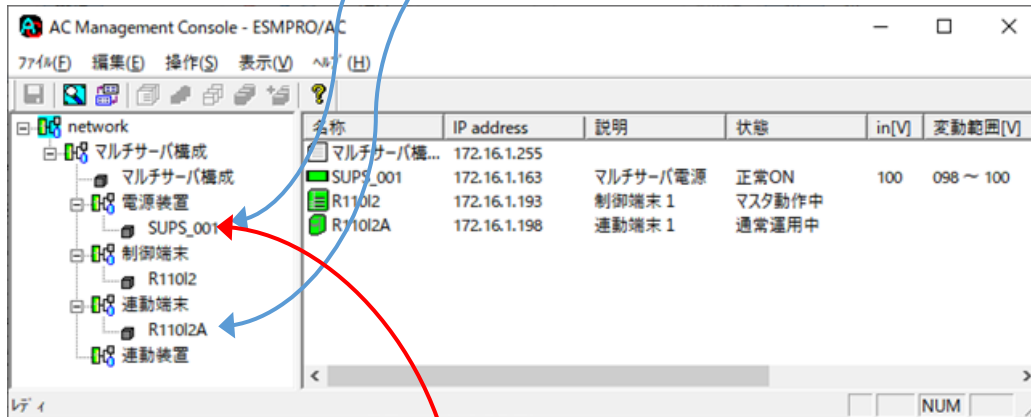 AC Management Console - ESMPRO/AC
ﾌｧｲﾙ(F) 編集(E) 操作(S) 表示(V) ﾍﾙﾌﾟ(H)
network
マルチサーバ構成
マルチサーバ構成
電源装置
SUPS_001
制御端末
R110I2
連動端末
R110I2A
連動装置
名称 IP address 説明 状態 in[V] 変動範囲[V]
マルチサーバ構... 172.16.1.255
SUPS_001 172.16.1.163 マルチサーバ電源 正常ON 100 098 ～ 100
R110I2 172.16.1.193 制御端末 1 マスタ動作中
R110I2A 172.16.1.198 連動端末 1 通常運用中
ﾚﾃﾞｨ NUM